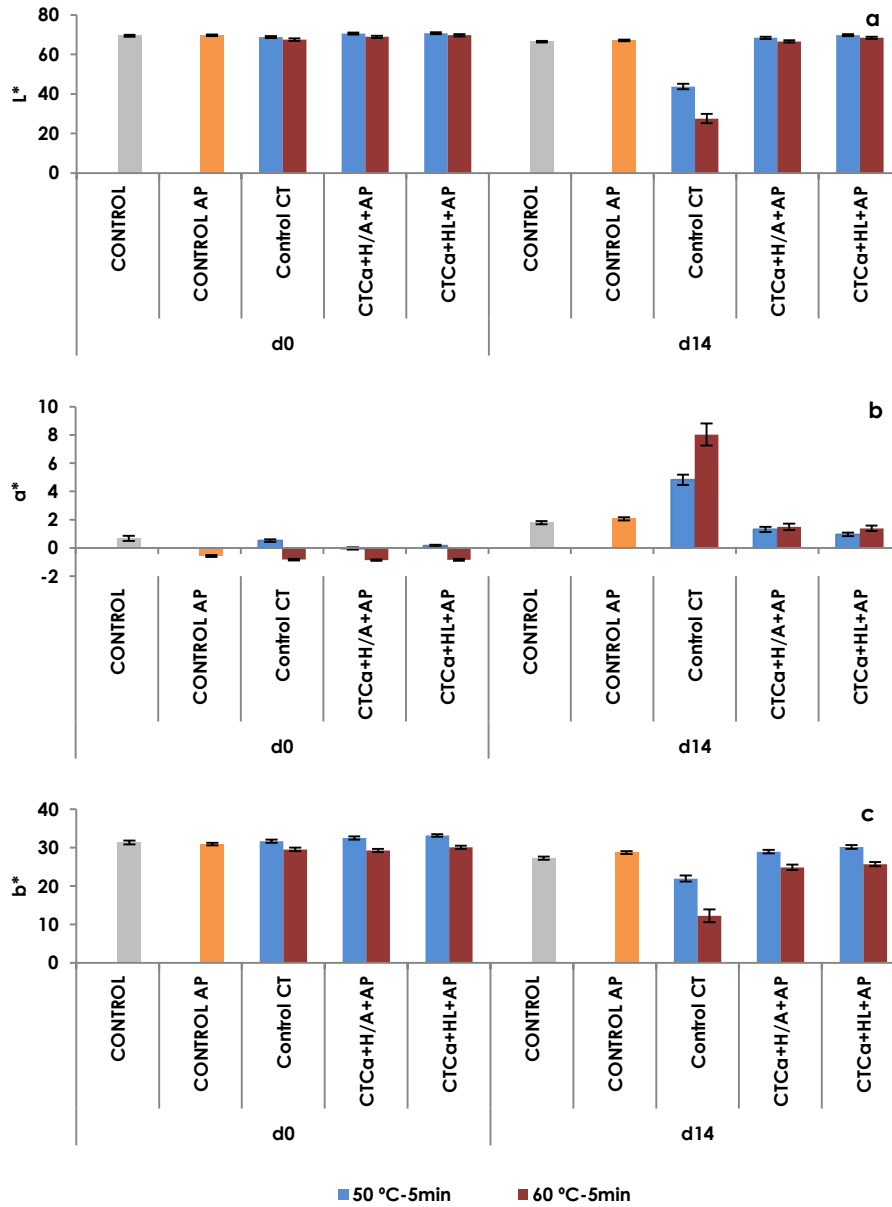 a
80
60
40
20
0
L*
CONTROL
CONTROL AP
Control CT
CTCa+H/A+AP
CTCa+HL+AP
CONTROL
CONTROL AP
Control CT
CTCa+H/A+AP
CTCa+HL+AP
d0 d14
b
10
8
6
4
2
0
-2
a*
CONTROL
CONTROL AP
Control CT
CTCa+H/A+AP
CTCa+HL+AP
CONTROL
CONTROL AP
Control CT
CTCa+H/A+AP
CTCa+HL+AP
d0 d14
c
40
30
20
10
0
b*
CONTROL
CONTROL AP
Control CT
CTCa+H/A+AP
CTCa+HL+AP
CONTROL
CONTROL AP
Control CT
CTCa+H/A+AP
CTCa+HL+AP
d0 d14
50 ºC-5min 60 ºC-5min